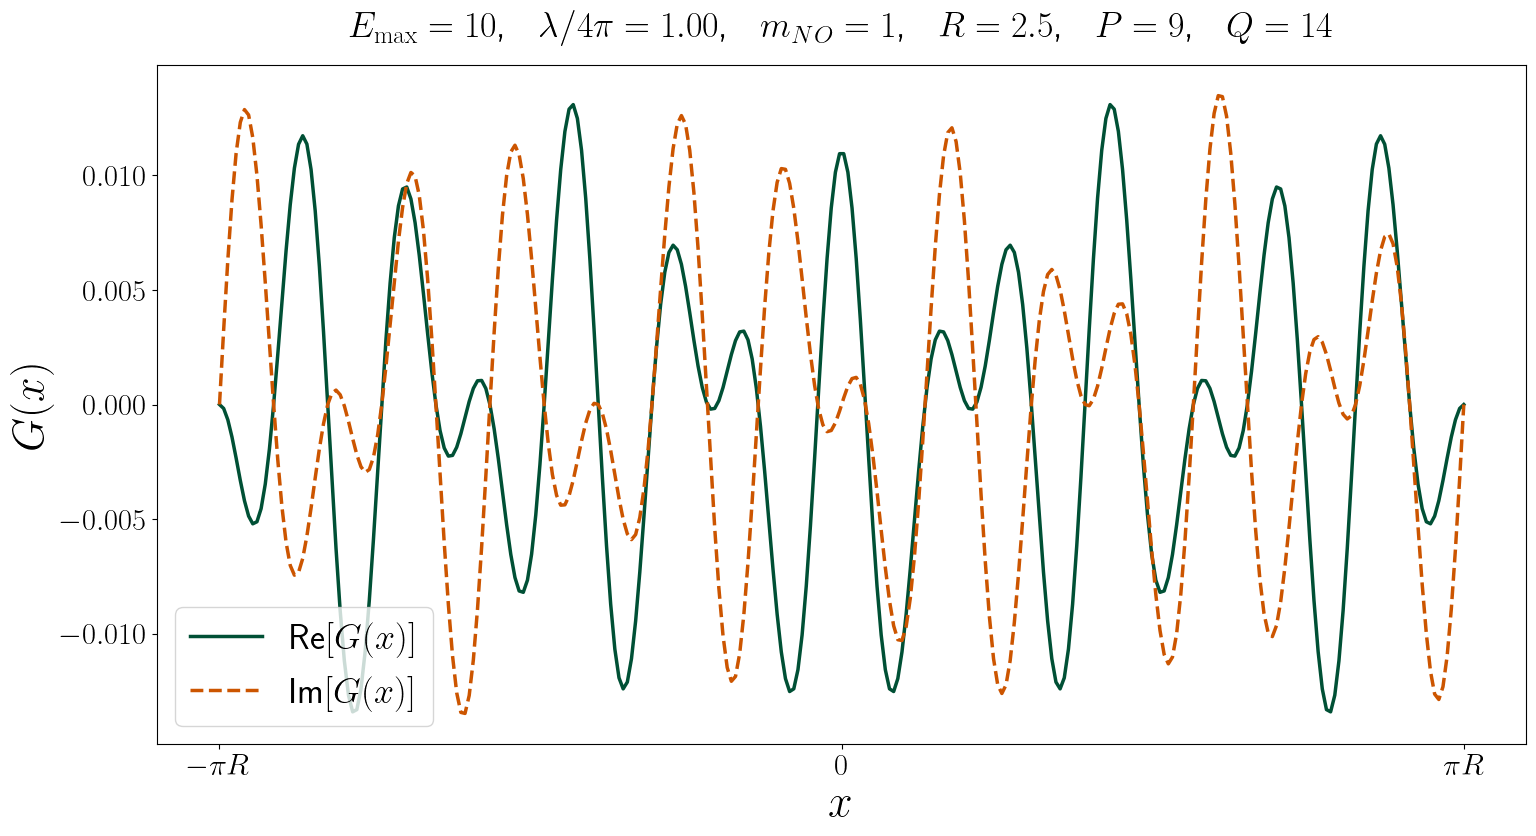 E_max = 10, λ/4π = 1.00, m_NO = 1, R = 2.5, P = 9, Q = 14
G(x)
0.010
0.005
0.000
−0.005
−0.010
Re[G(x)]
Im[G(x)]
−πR 0 πR
x